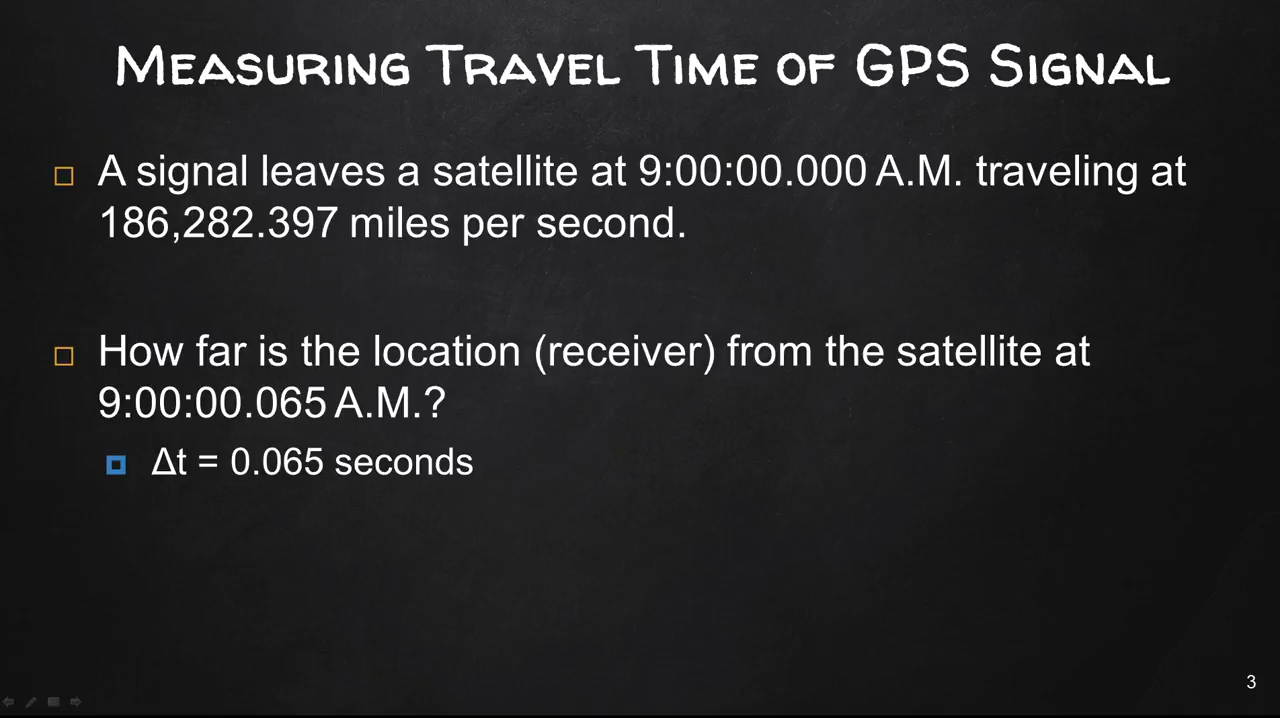 Measuring Travel Time of GPS Signal
A signal leaves a satellite at 9:00:00.000 A.M. traveling at
186,282.397 miles per second.
How far is the location (receiver) from the satellite at
9:00:00.065 A.M.?
Δt = 0.065 seconds
3